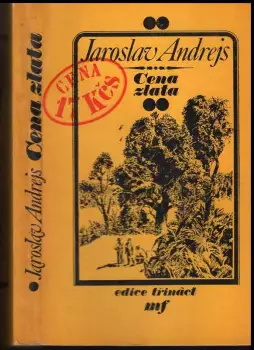 Jaroslav Andrejs Cena zlata
Jaroslav Andrejs
Cena
zlata
CENA
17 Kčs
edice třináct
mf